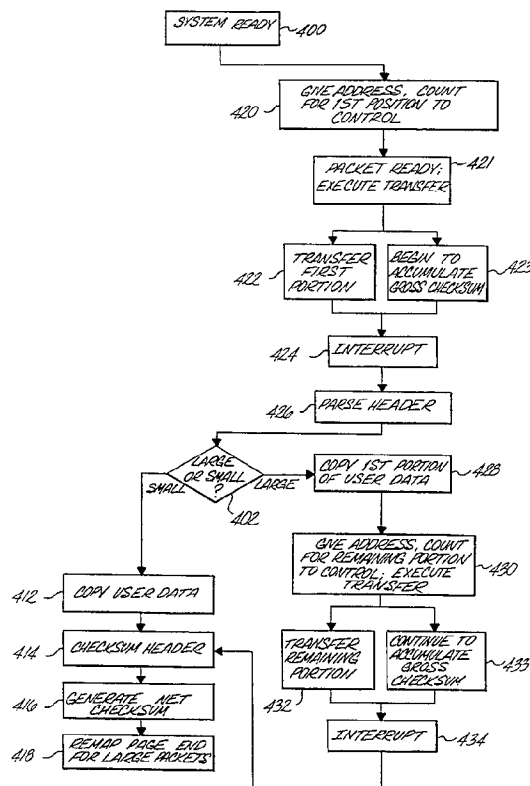 SYSTEM READY
400
GIVE ADDRESS, COUNT
FOR 1ST POSITION TO
CONTROL
420
PACKET READY;
EXECUTE TRANSFER
421
TRANSFER
FIRST
PORTION
422
BEGIN TO
ACCUMULATE
GROSS CHECKSUM
423
INTERRUPT
424
PARSE HEADER
426
LARGE
OR SMALL
?
402
SMALL
LARGE
COPY 1ST PORTION
OF USER DATA
428
GIVE ADDRESS, COUNT
FOR REMAINING PORTION
TO CONTROL, EXECUTE
TRANSFER
430
COPY USER DATA
412
CHECKSUM HEADER
414
GENERATE NET
CHECKSUM
416
REMAP PAGE END
FOR LARGE PACKETS
418
TRANSFER
REMAINING
PORTION
432
CONTINUE TO
ACCUMULATE
GROSS
CHECKSUM
433
INTERRUPT
434